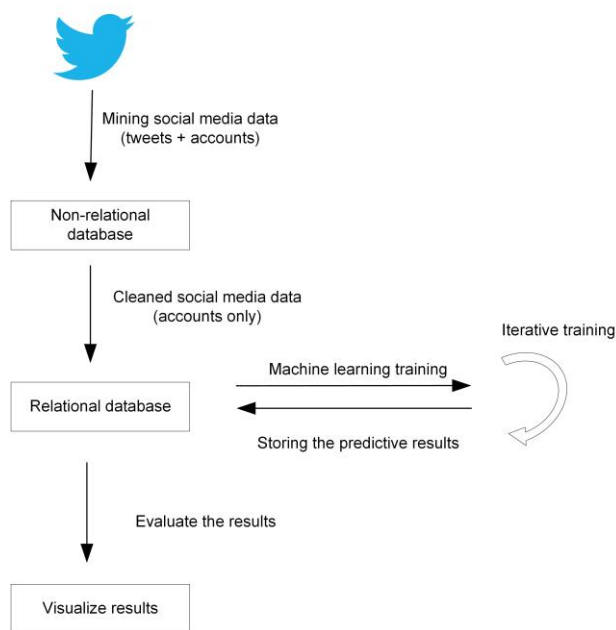 Mining social media data
(tweets + accounts)
Non-relational
database
Cleaned social media data
(accounts only)
Iterative training
Machine learning training
Relational database
Storing the predictive results
Evaluate the results
Visualize results